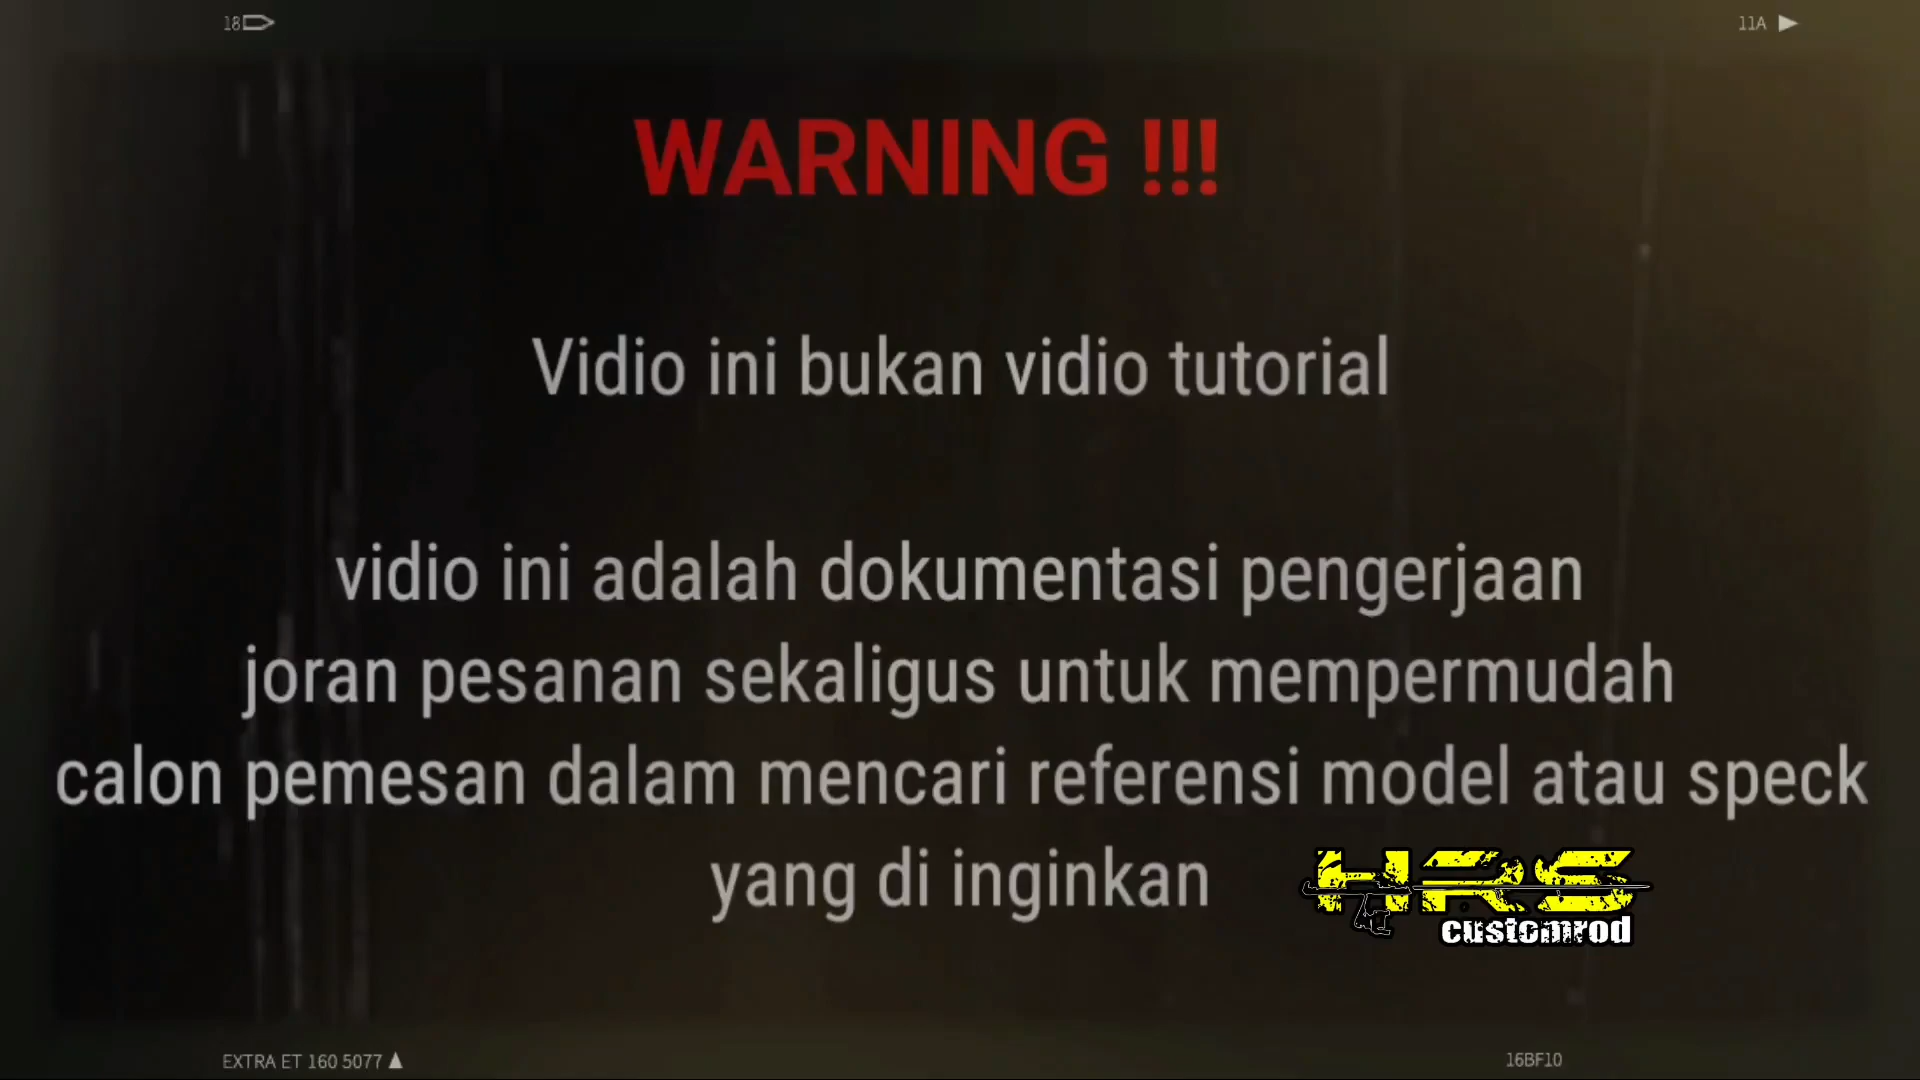 18
11A
WARNING !!!
Vidio ini bukan vidio tutorial
vidio ini adalah dokumentasi pengerjaan
joran pesanan sekaligus untuk mempermudah
calon pemesan dalam mencari referensi model atau speck
yang di inginkan
HRS
customrod
EXTRA ET 160 5077
16BF10